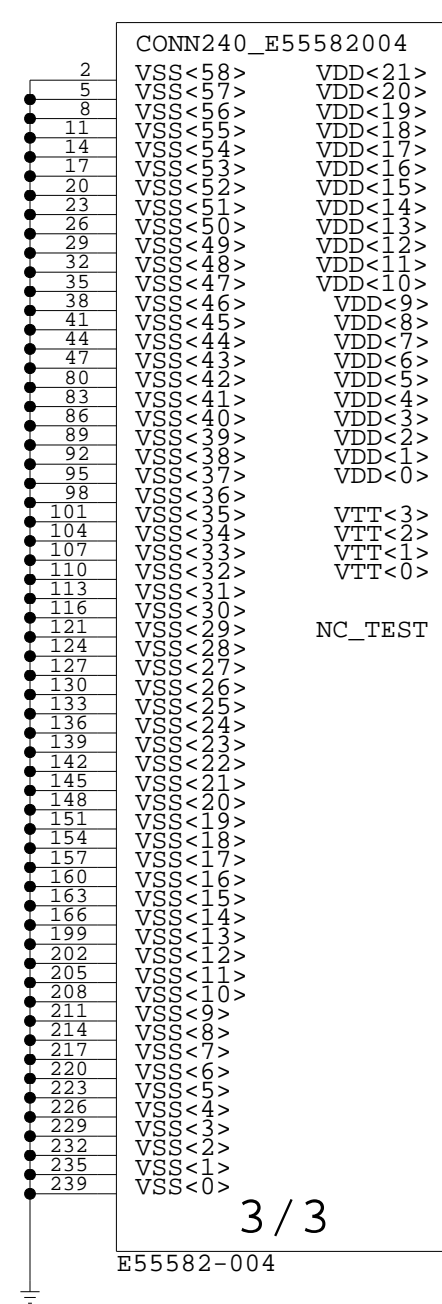 CONN240_E55582004
2 VSS<58> VDD<21>
5 VSS<57> VDD<20>
8 VSS<56> VDD<19>
11 VSS<55> VDD<18>
14 VSS<54> VDD<17>
17 VSS<53> VDD<16>
20 VSS<52> VDD<15>
23 VSS<51> VDD<14>
26 VSS<50> VDD<13>
29 VSS<49> VDD<12>
32 VSS<48> VDD<11>
35 VSS<47> VDD<10>
38 VSS<46> VDD<9>
41 VSS<45> VDD<8>
44 VSS<44> VDD<7>
47 VSS<43> VDD<6>
80 VSS<42> VDD<5>
83 VSS<41> VDD<4>
86 VSS<40> VDD<3>
89 VSS<39> VDD<2>
92 VSS<38> VDD<1>
95 VSS<37> VDD<0>
98 VSS<36>
101 VSS<35> VTT<3>
104 VSS<34> VTT<2>
107 VSS<33> VTT<1>
110 VSS<32> VTT<0>
113 VSS<31>
116 VSS<30>
121 VSS<29> NC_TEST
124 VSS<28>
127 VSS<27>
130 VSS<26>
133 VSS<25>
136 VSS<24>
139 VSS<23>
142 VSS<22>
145 VSS<21>
148 VSS<20>
151 VSS<19>
154 VSS<18>
157 VSS<17>
160 VSS<16>
163 VSS<15>
166 VSS<14>
199 VSS<13>
202 VSS<12>
205 VSS<11>
208 VSS<10>
211 VSS<9>
214 VSS<8>
217 VSS<7>
220 VSS<6>
223 VSS<5>
226 VSS<4>
229 VSS<3>
232 VSS<2>
235 VSS<1>
239 VSS<0>
3/3
E55582-004